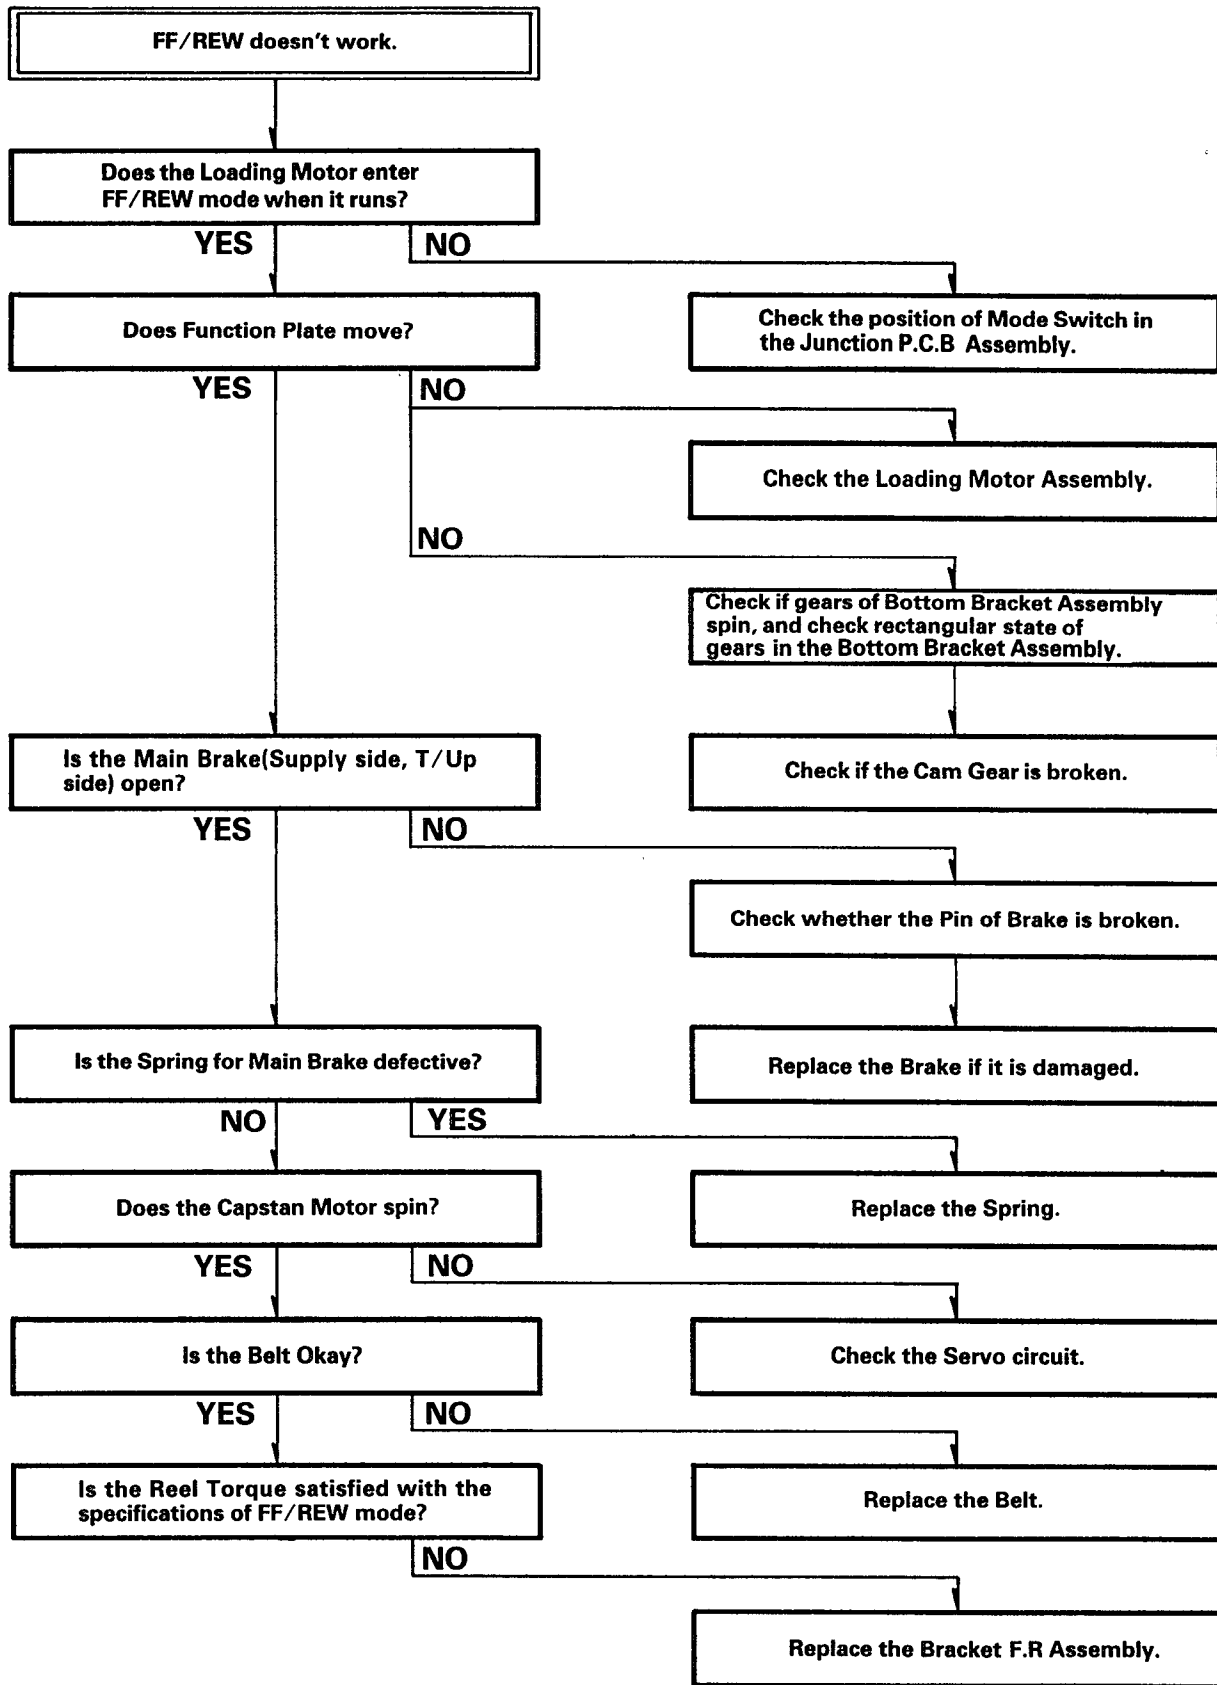 FF/REW doesn't work.
Does the Loading Motor enter
FF/REW mode when it runs?
YES
NO
Does Function Plate move?
Check the position of Mode Switch in
the Junction P.C.B Assembly.
YES
NO
Check the Loading Motor Assembly.
NO
Check if gears of Bottom Bracket Assembly
spin, and check rectangular state of
gears in the Bottom Bracket Assembly.
Is the Main Brake(Supply side, T/Up
side) open?
Check if the Cam Gear is broken.
YES
NO
Check whether the Pin of Brake is broken.
Is the Spring for Main Brake defective?
Replace the Brake if it is damaged.
NO
YES
Does the Capstan Motor spin?
Replace the Spring.
YES
NO
Is the Belt Okay?
Check the Servo circuit.
YES
NO
Is the Reel Torque satisfied with the
specifications of FF/REW mode?
Replace the Belt.
NO
Replace the Bracket F.R Assembly.